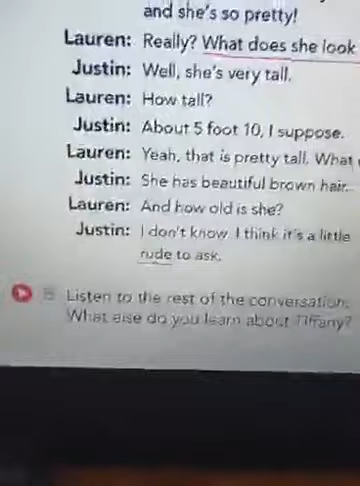 and she's so pretty!
Lauren: Really? What does she look
Justin: Well, she's very tall.
Lauren: How tall?
Justin: About 5 foot 10, I suppose.
Lauren: Yeah, that is pretty tall. What
Justin: She has beautiful brown hair.
Lauren: And how old is she?
Justin: I don't know. I think it's a little
rude to ask.
B Listen to the rest of the conversation.
What else do you learn about Tiffany?